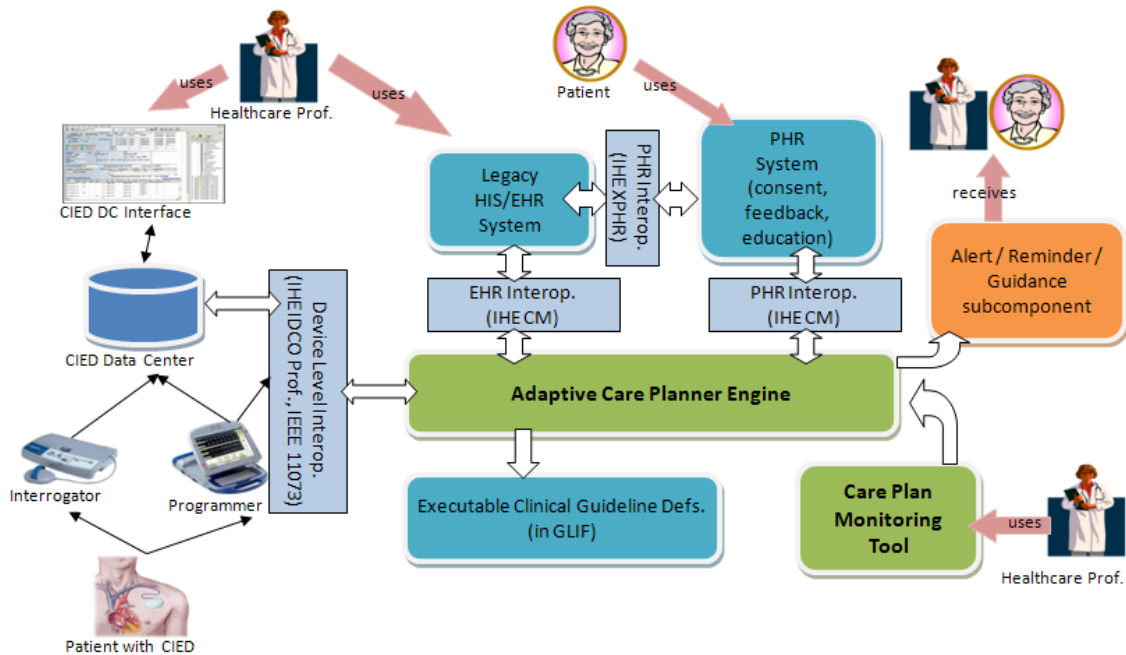 uses
Healthcare Prof.
uses
Patient
uses
CIED DC Interface
Legacy
HIS/EHR
System
PHR Interop.
(IHE XPHR)
PHR
System
(consent,
feedback,
education)
receives
Alert / Reminder /
Guidance
subcomponent
EHR Interop.
(IHE CM)
PHR Interop.
(IHE CM)
CIED Data Center
Device Level Interop.
(IHE IDCO Prof., IEEE 11073)
Adaptive Care Planner Engine
Interrogator
Programmer
Executable Clinical Guideline Defs.
(in GLIF)
Care Plan
Monitoring
Tool
uses
Healthcare Prof.
Patient with CIED